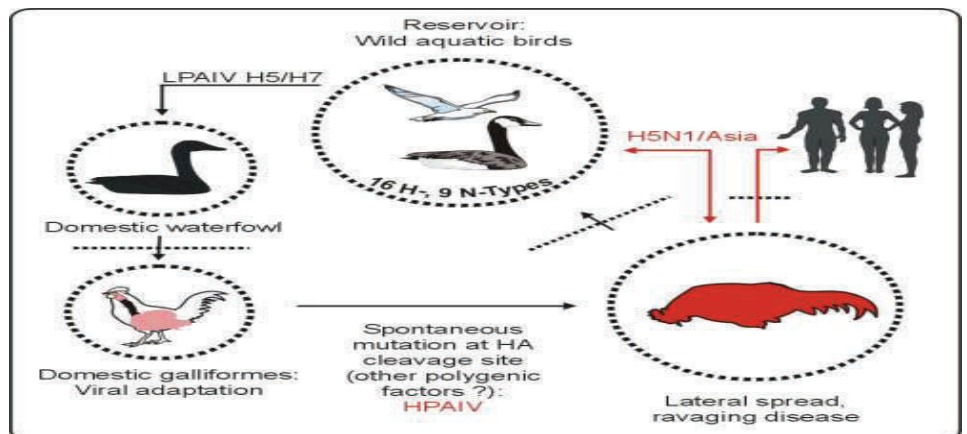 Reservoir:
Wild aquatic birds
LPAIV H5/H7
16 H-, 9 N-Types
H5N1/Asia
Domestic waterfowl
Domestic galliformes:
Viral adaptation
Spontaneous
mutation at HA
cleavage site
(other polygenic
factors ?):
HPAIV
Lateral spread,
ravaging disease